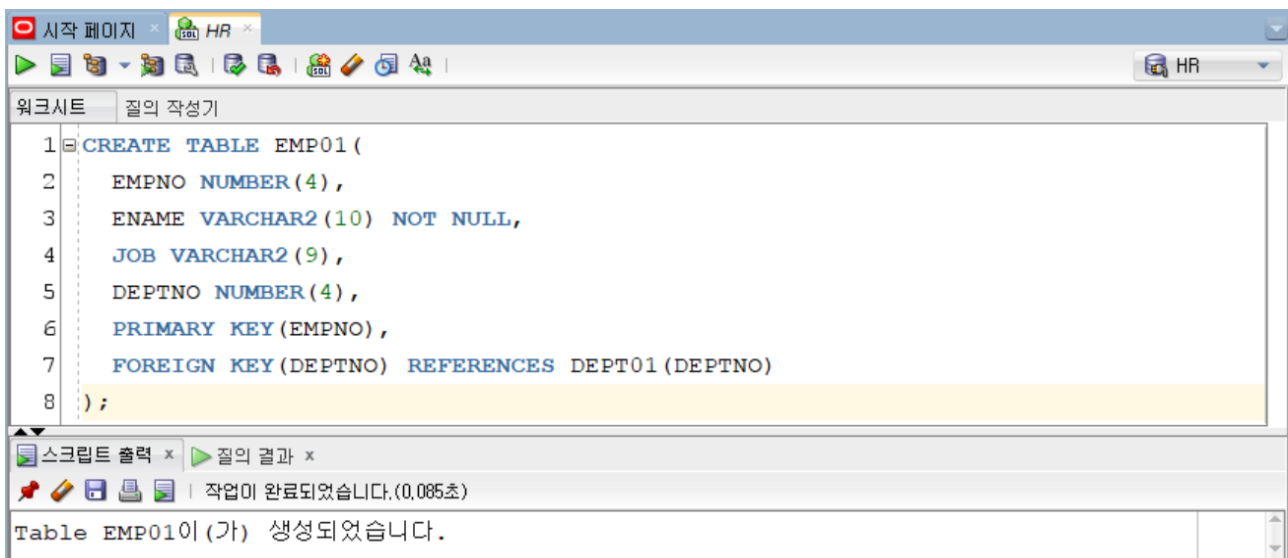 시작 페이지 HR
HR
워크시트 질의 작성기
1 CREATE TABLE EMP01(
2 EMPNO NUMBER(4),
3 ENAME VARCHAR2(10) NOT NULL,
4 JOB VARCHAR2(9),
5 DEPTNO NUMBER(4),
6 PRIMARY KEY(EMPNO),
7 FOREIGN KEY(DEPTNO) REFERENCES DEPT01(DEPTNO)
8 );
스크립트 출력 x 질의 결과 x
작업이 완료되었습니다.(0,085초)
Table EMP01이(가) 생성되었습니다.